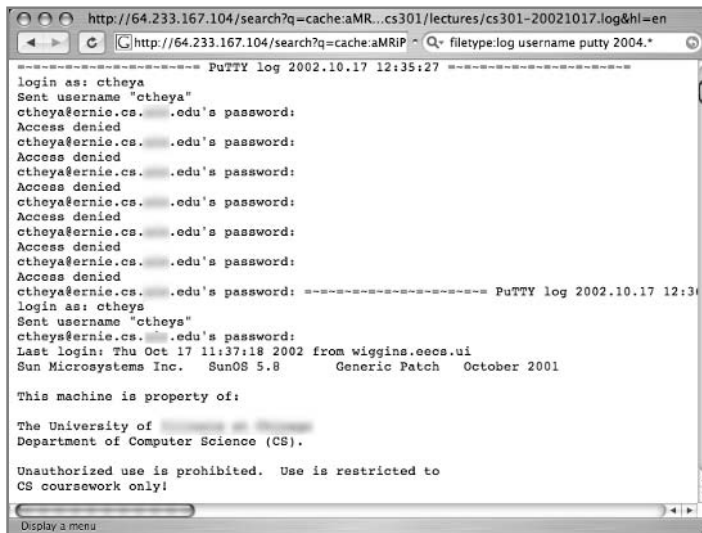 http://64.233.167.104/search?q=cache:aMR...cs301/lectures/cs301-20021017.log&hl=en
http://64.233.167.104/search?q=cache:aMRiP
filetype:log username putty 2004.*
=~=~=~=~=~=~=~=~=~=~=~= PuTTY log 2002.10.17 12:35:27 =~=~=~=~=~=~=~=~=~=~=~=
login as: ctheya
Sent username "ctheya"
ctheya@ernie.cs. .edu's password:
Access denied
ctheya@ernie.cs. .edu's password:
Access denied
ctheya@ernie.cs. .edu's password:
Access denied
ctheya@ernie.cs. .edu's password:
Access denied
ctheya@ernie.cs. .edu's password:
Access denied
ctheya@ernie.cs. .edu's password:
Access denied
ctheya@ernie.cs. .edu's password: =~=~=~=~=~=~=~=~=~=~=~= PuTTY log 2002.10.17 12:3
login as: ctheys
Sent username "ctheys"
ctheys@ernie.cs. .edu's password:
Last login: Thu Oct 17 11:37:18 2002 from wiggins.eecs.ui
Sun Microsystems Inc. SunOS 5.8 Generic Patch October 2001
This machine is property of:
The University of
Department of Computer Science (CS).
Unauthorized use is prohibited. Use is restricted to
CS coursework only!
Display a menu